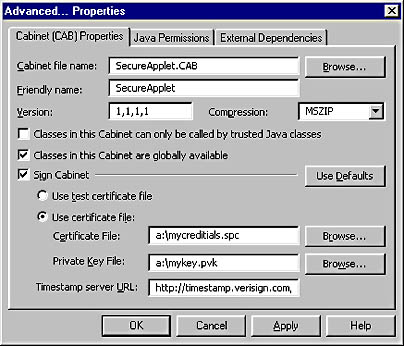 Advanced... Properties
Cabinet (CAB) Properties Java Permissions External Dependencies
Cabinet file name: SecureApplet.CAB Browse...
Friendly name: SecureApplet
Version: 1,1,1,1 Compression: MSZIP
Classes in this Cabinet can only be called by trusted Java classes
Classes in this Cabinet are globally available
Sign Cabinet Use Defaults
Use test certificate file
Use certificate file:
Certificate File: a:\mycreditials.spc Browse...
Private Key File: a:\mykey.pvk Browse...
Timestamp server URL: http://timestamp.verisign.com,
OK Cancel Apply Help